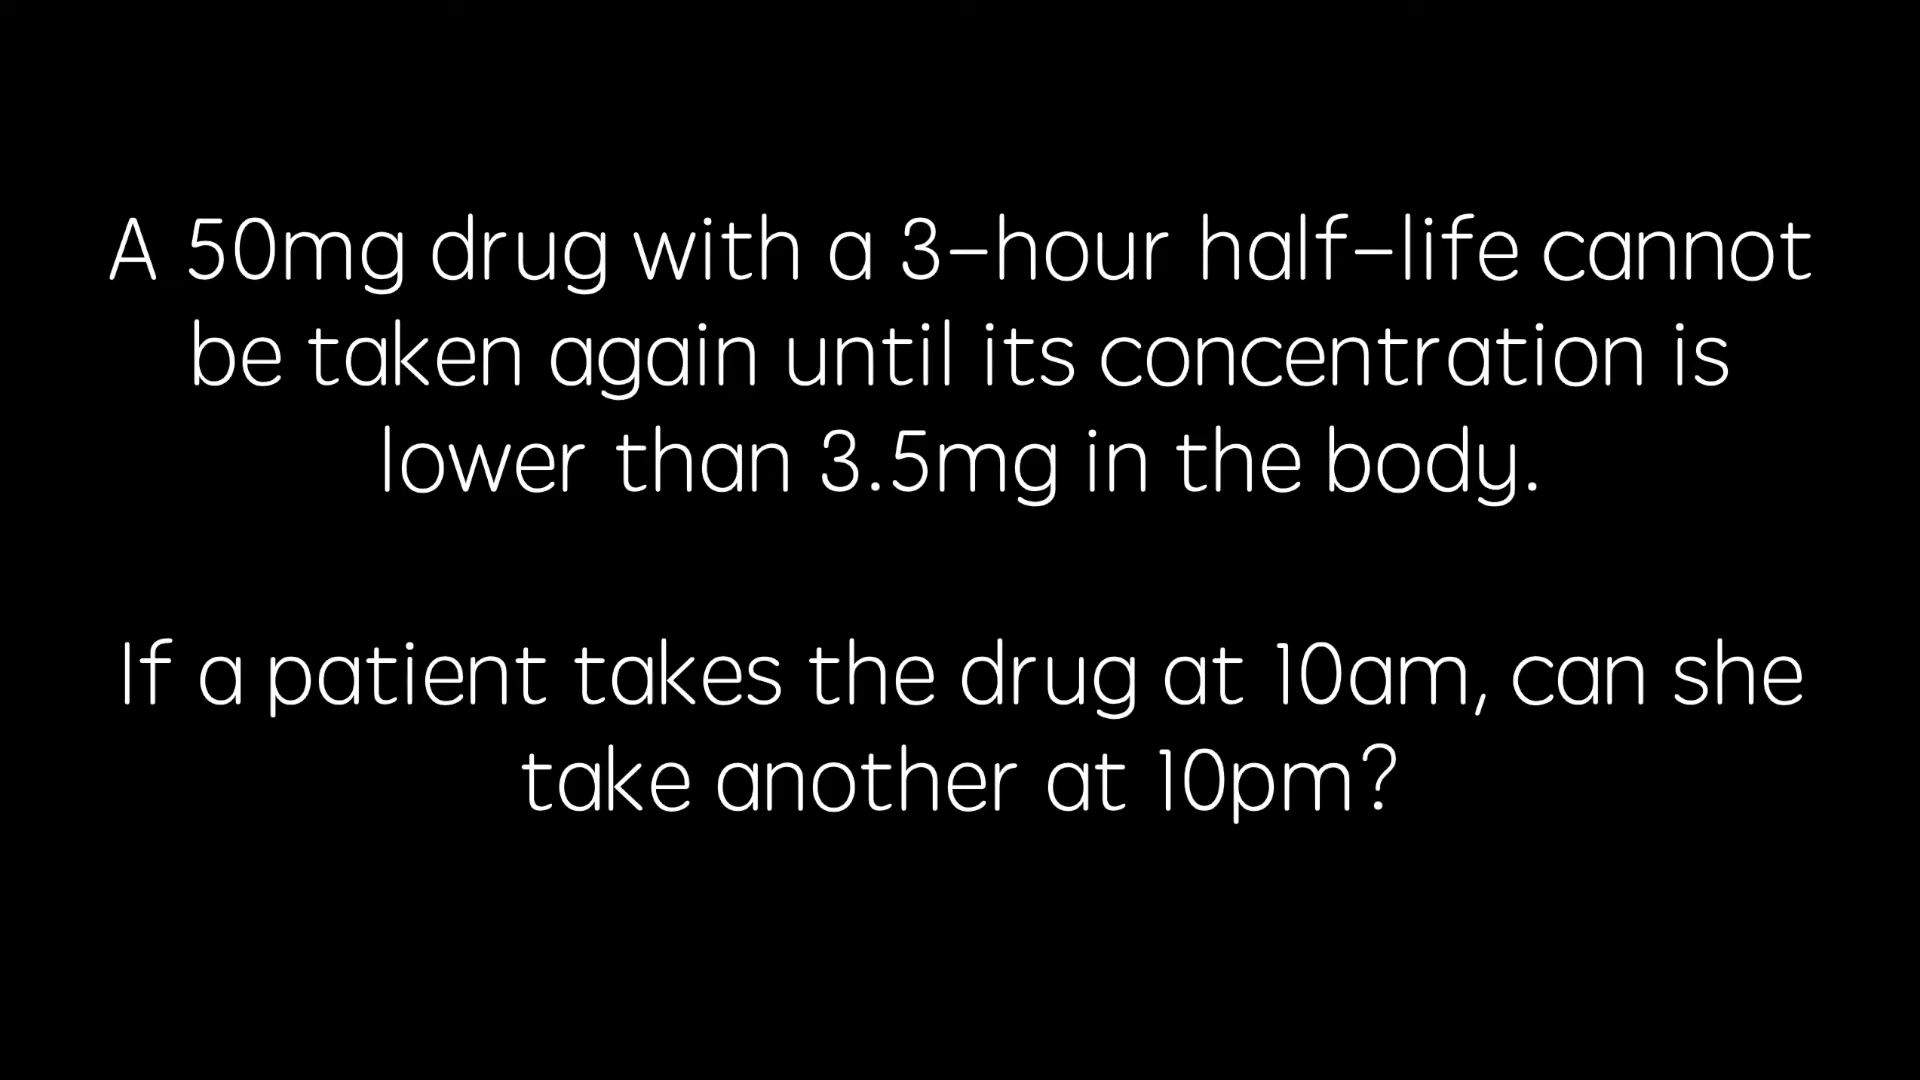 A 50mg drug with a 3-hour half-life cannot
be taken again until its concentration is
lower than 3.5mg in the body.
If a patient takes the drug at 10am, can she
take another at 10pm?